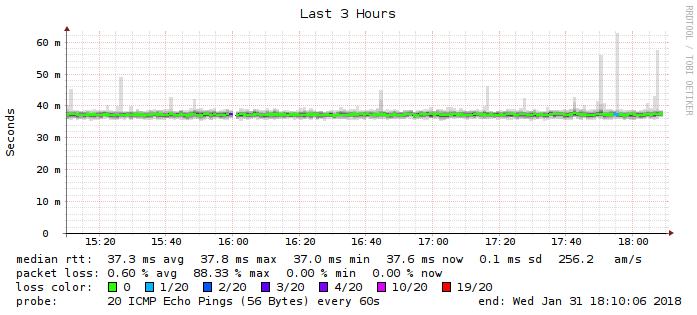 Last 3 Hours
RRDTOOL / TOBI OETIKER
Seconds
60 m
50 m
40 m
30 m
20 m
10 m
0
15:20 15:40 16:00 16:20 16:40 17:00 17:20 17:40 18:00
median rtt: 37.3 ms avg 37.8 ms max 37.0 ms min 37.6 ms now 0.1 ms sd 256.2 am/s
packet loss: 0.60 % avg 88.33 % max 0.00 % min 0.00 % now
loss color: 0 1/20 2/20 3/20 4/20 10/20 19/20
probe: 20 ICMP Echo Pings (56 Bytes) every 60s end: Wed Jan 31 18:10:06 2018